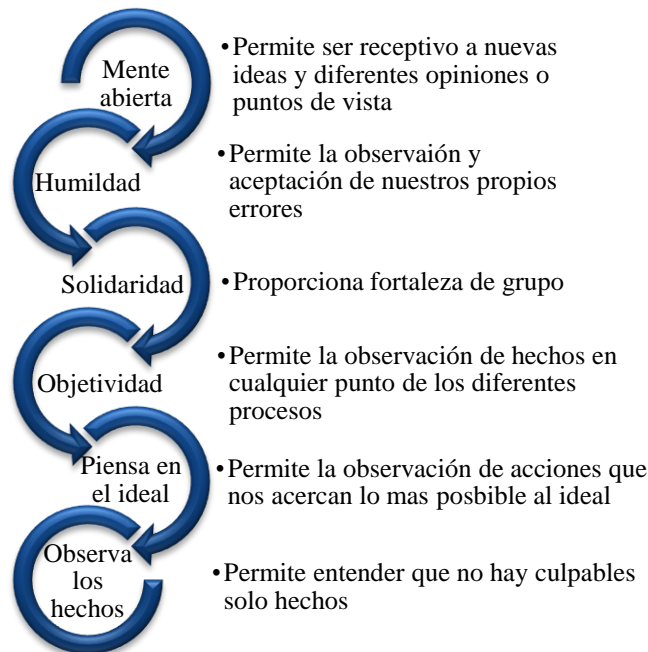 Mente
abierta
•Permite ser receptivo a nuevas
ideas y diferentes opiniones o
puntos de vista
Humildad
•Permite la observaión y
aceptación de nuestros propios
errores
Solidaridad
•Proporciona fortaleza de grupo
Objetividad
•Permite la observación de hechos en
cualquier punto de los diferentes
procesos
Piensa en
el ideal
•Permite la observación de acciones que
nos acercan lo mas posbible al ideal
Observa
los
hechos
•Permite entender que no hay culpables
solo hechos